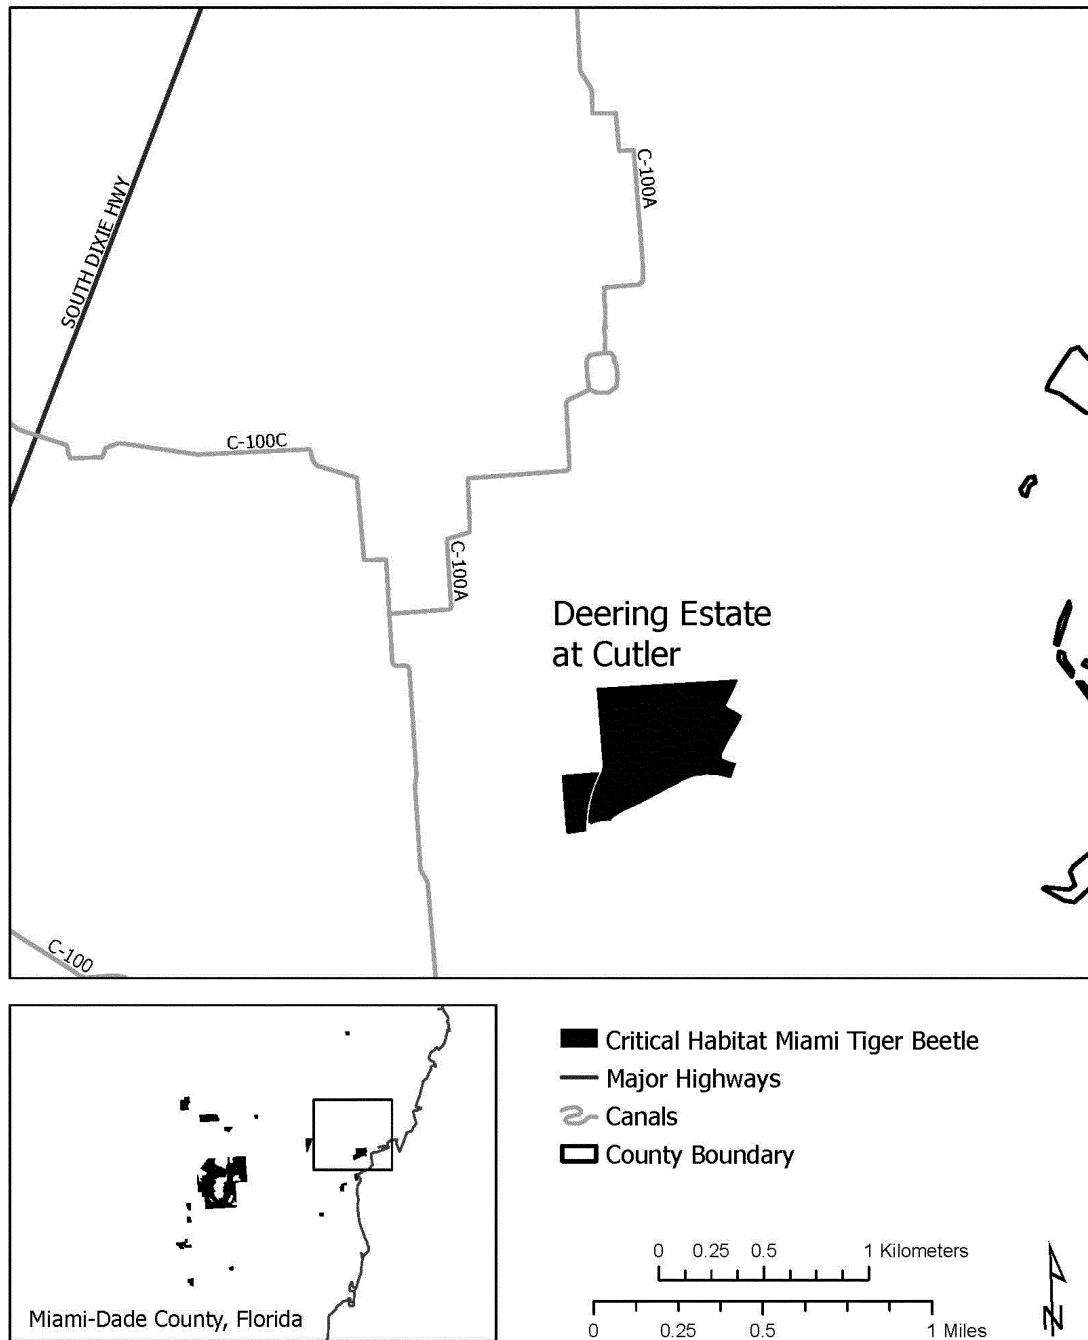 SOUTH DIXIE HWY
C-100A
C-100C
C-100A
Deering Estate
at Cutler
C-100
Miami-Dade County, Florida
Critical Habitat Miami Tiger Beetle
Major Highways
Canals
County Boundary
0 0.25 0.5 1 Kilometers
0 0.25 0.5 1 Miles
N